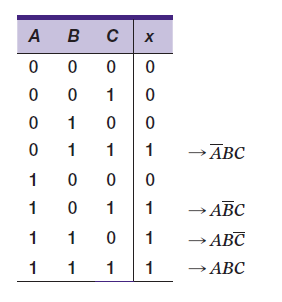 A B C x
0 0 0 0
0 0 1 0
0 1 0 0
0 1 1 1 → A̅BC
1 0 0 0
1 0 1 1 → AB̅C
1 1 0 1 → ABC̅
1 1 1 1 → ABC